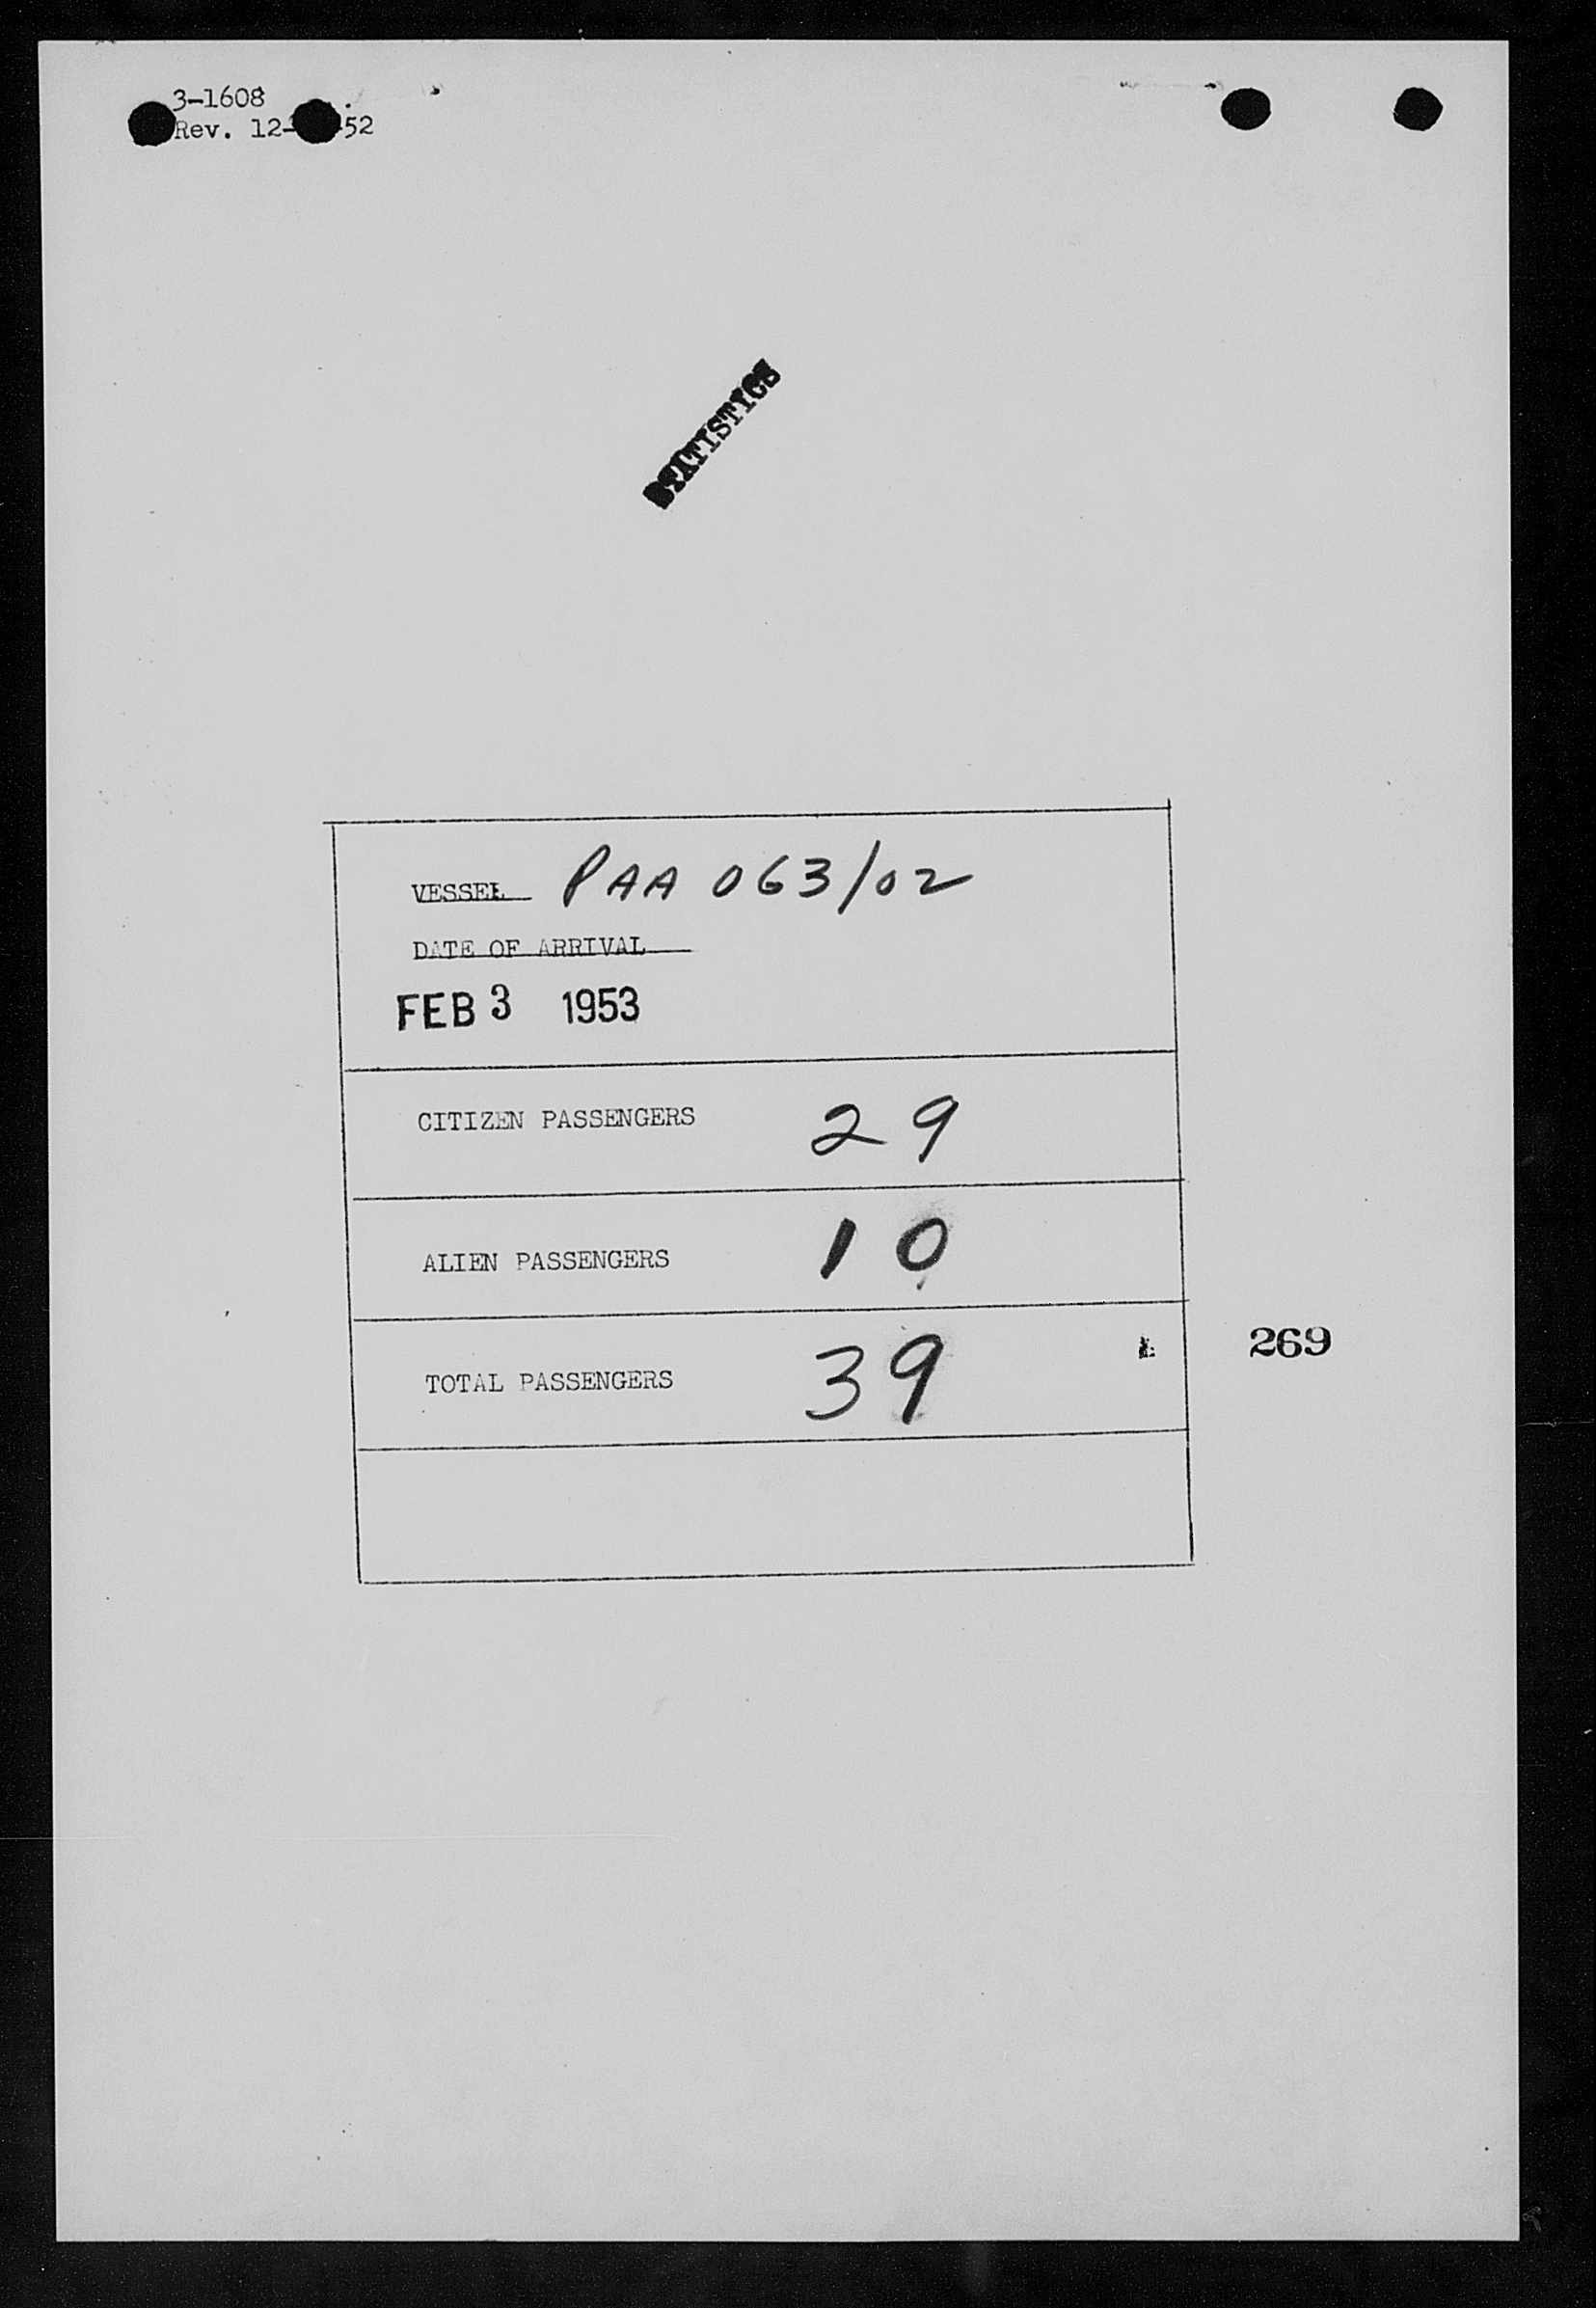 3-1608
Rev. 12- -52
STATISTICS
VESSEL PAA 063/02
DATE OF ARRIVAL
FEB 3 1953
CITIZEN PASSENGERS 29
ALIEN PASSENGERS 10
TOTAL PASSENGERS 39
269